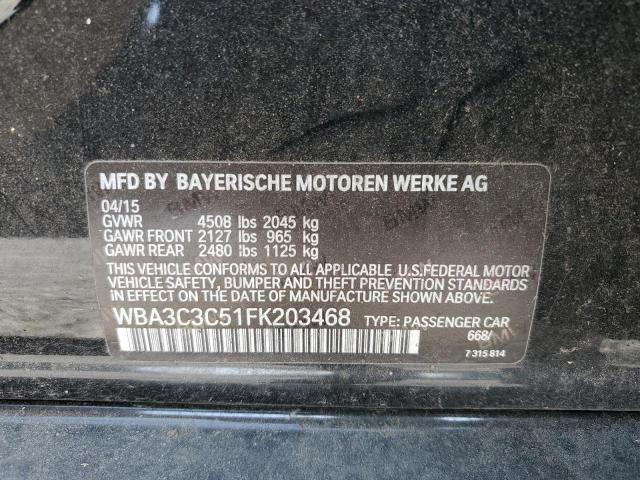 MFD BY BAYERISCHE MOTOREN WERKE AG
04/15
GVWR 4508 lbs 2045 kg
GAWR FRONT 2127 lbs 965 kg
GAWR REAR 2480 lbs 1125 kg
THIS VEHICLE CONFORMS TO ALL APPLICABLE U.S.FEDERAL MOTOR
VEHICLE SAFETY, BUMPER AND THEFT PREVENTION
STANDARDS IN EFFECT ON THE DATE OF MANUFACTURE SHOWN ABOVE.
WBA3C3C51FK203468 TYPE: PASSENGER CAR
668/
7 315 814